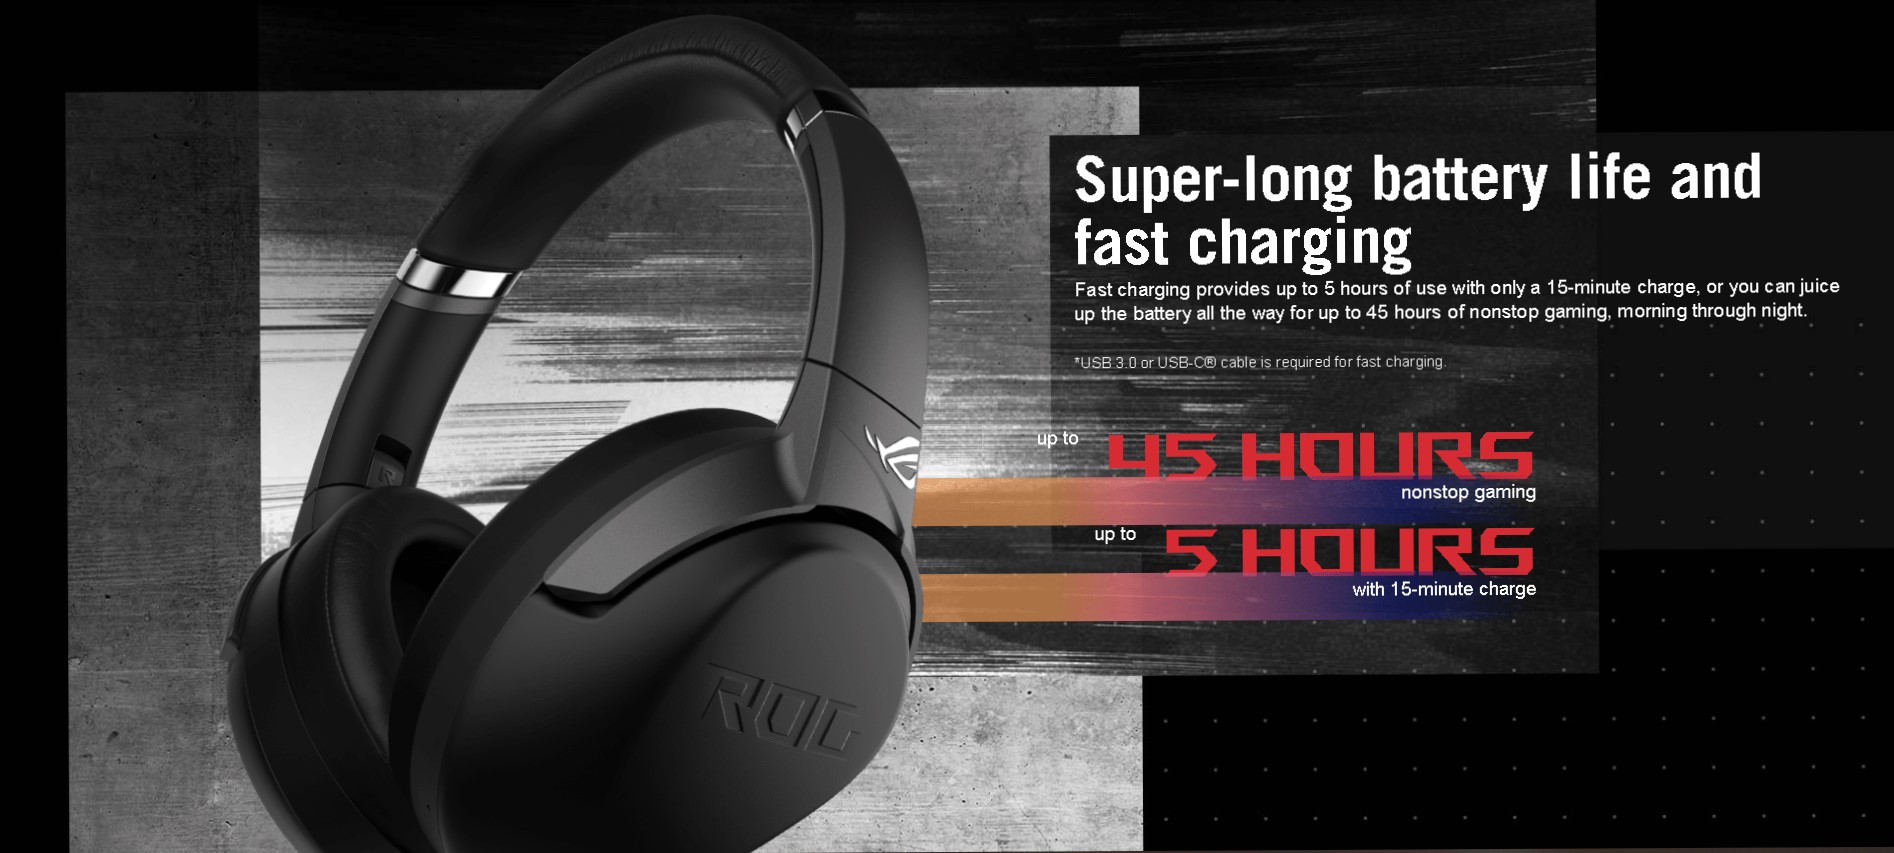 Super-long battery life and
fast charging
Fast charging provides up to 5 hours of use with only a 15-minute charge, or you can juice
up the battery all the way for up to 45 hours of nonstop gaming, morning through night.
*USB 3.0 or USB-C® cable is required for fast charging.
up to 45 HOURS
nonstop gaming
up to 5 HOURS
with 15-minute charge
ROG